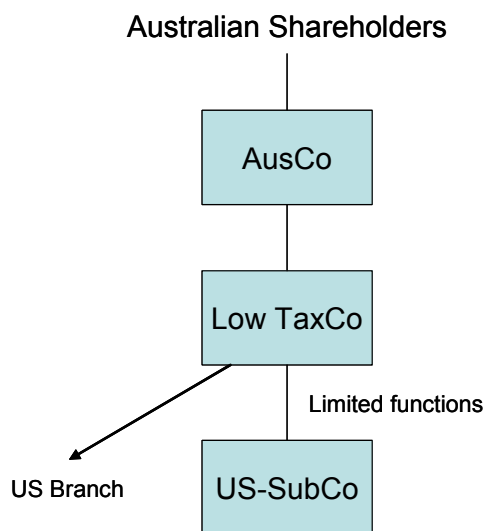 Australian Shareholders
AusCo
Low TaxCo
Limited functions
US Branch
US-SubCo